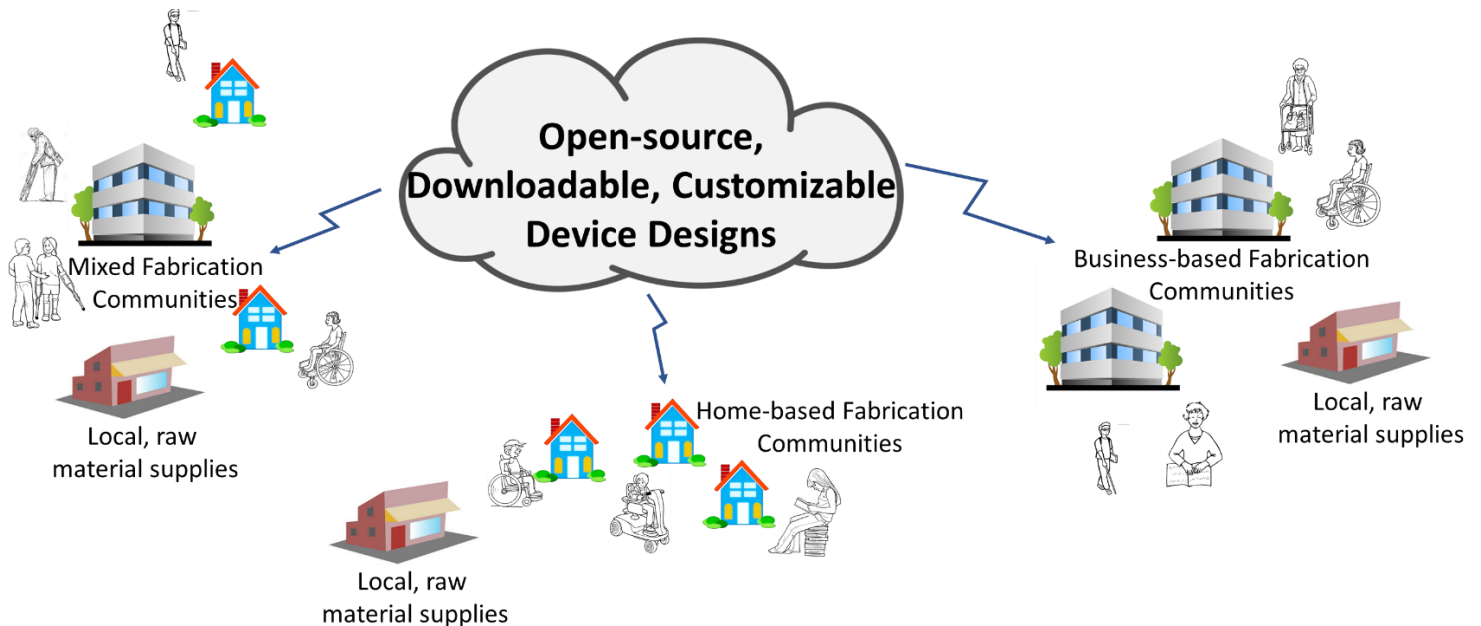 Open-source,
Downloadable, Customizable
Device Designs
Mixed Fabrication
Communities
Local, raw
material supplies
Home-based Fabrication
Communities
Local, raw
material supplies
Business-based Fabrication
Communities
Local, raw
material supplies